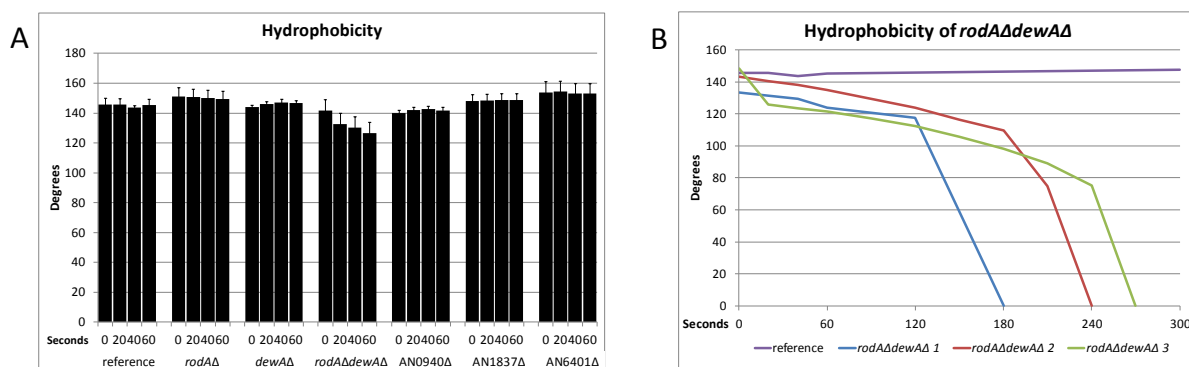 A
Hydrophobicity
180
160
140
120
100
80
60
40
20
0
Degrees
Seconds 0 204060 0 204060 0 204060 0 204060 0 204060 0 204060 0 204060
reference rodAΔ dewAΔ rodAΔdewAΔ AN0940Δ AN1837Δ AN6401Δ
B
Hydrophobicity of rodAΔdewAΔ
160
140
120
100
80
60
40
20
0
Degrees
Seconds 0 60 120 180 240 300
reference rodAΔdewAΔ 1 rodAΔdewAΔ 2 rodAΔdewAΔ 3